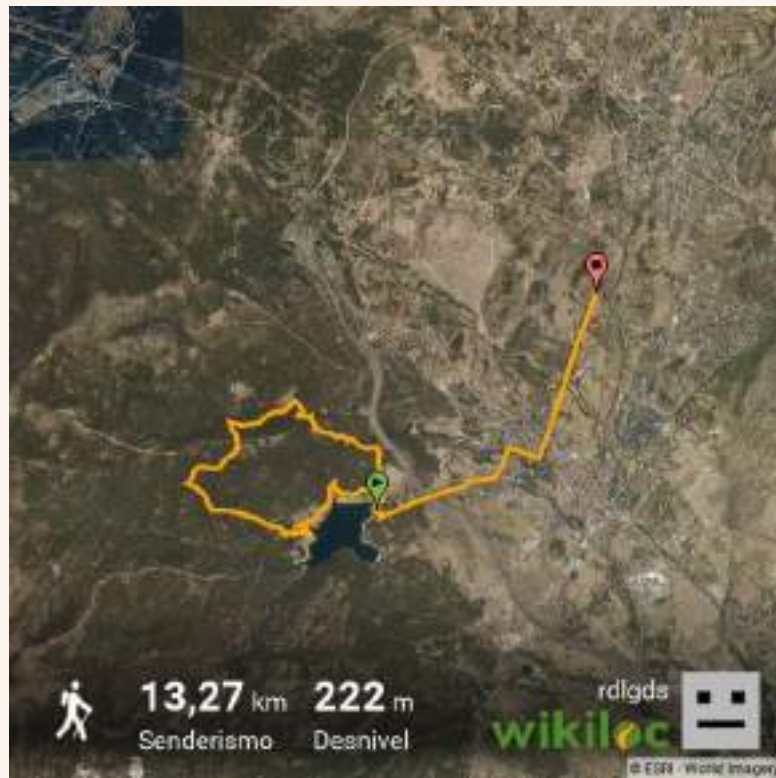 13,27 km
Senderismo
222 m
Desnivel
rdlgds
wikiloc
© ESRI · World Imagery